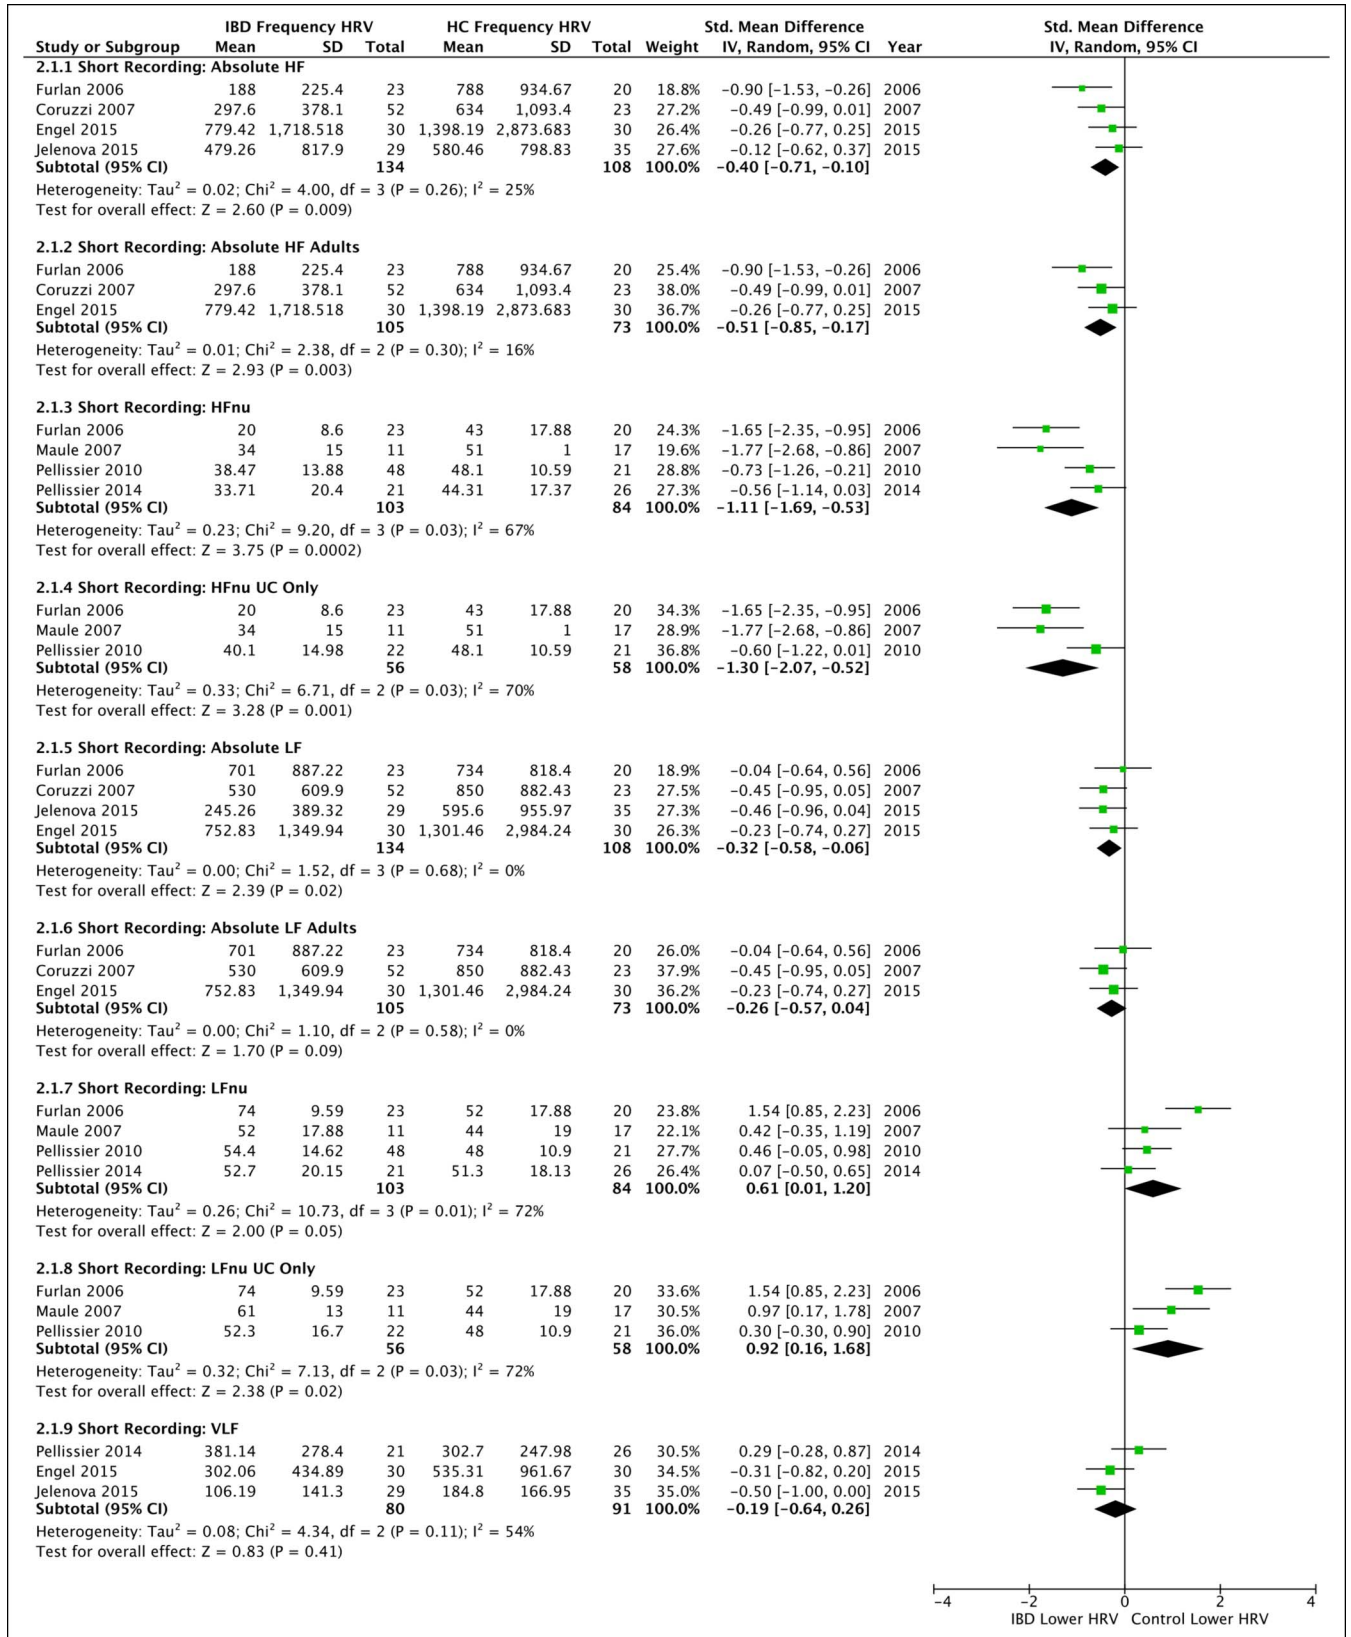 IBD Frequency HRV HC Frequency HRV Std. Mean Difference Std. Mean Difference
Study or Subgroup Mean SD Total Mean SD Total Weight IV, Random, 95% CI Year IV, Random, 95% CI
2.1.1 Short Recording: Absolute HF
Furlan 2006 188 225.4 23 788 934.67 20 18.8% −0.90 [−1.53, −0.26] 2006
Coruzzi 2007 297.6 378.1 52 634 1,093.4 23 27.2% −0.49 [−0.99, 0.01] 2007
Engel 2015 779.42 1,718.518 30 1,398.19 2,873.683 30 26.4% −0.26 [−0.77, 0.25] 2015
Jelenova 2015 479.26 817.9 29 580.46 798.83 35 27.6% −0.12 [−0.62, 0.37] 2015
Subtotal (95% CI) 134 108 100.0% −0.40 [−0.71, −0.10]
Heterogeneity: Tau² = 0.02; Chi² = 4.00, df = 3 (P = 0.26); I² = 25%
Test for overall effect: Z = 2.60 (P = 0.009)
2.1.2 Short Recording: Absolute HF Adults
Furlan 2006 188 225.4 23 788 934.67 20 25.4% −0.90 [−1.53, −0.26] 2006
Coruzzi 2007 297.6 378.1 52 634 1,093.4 23 38.0% −0.49 [−0.99, 0.01] 2007
Engel 2015 779.42 1,718.518 30 1,398.19 2,873.683 30 36.7% −0.26 [−0.77, 0.25] 2015
Subtotal (95% CI) 105 73 100.0% −0.51 [−0.85, −0.17]
Heterogeneity: Tau² = 0.01; Chi² = 2.38, df = 2 (P = 0.30); I² = 16%
Test for overall effect: Z = 2.93 (P = 0.003)
2.1.3 Short Recording: HFnu
Furlan 2006 20 8.6 23 43 17.88 20 24.3% −1.65 [−2.35, −0.95] 2006
Maule 2007 34 15 11 51 1 17 19.6% −1.77 [−2.68, −0.86] 2007
Pellissier 2010 38.47 13.88 48 48.1 10.59 21 28.8% −0.73 [−1.26, −0.21] 2010
Pellissier 2014 33.71 20.4 21 44.31 17.37 26 27.3% −0.56 [−1.14, 0.03] 2014
Subtotal (95% CI) 103 84 100.0% −1.11 [−1.69, −0.53]
Heterogeneity: Tau² = 0.23; Chi² = 9.20, df = 3 (P = 0.03); I² = 67%
Test for overall effect: Z = 3.75 (P = 0.0002)
2.1.4 Short Recording: HFnu UC Only
Furlan 2006 20 8.6 23 43 17.88 20 34.3% −1.65 [−2.35, −0.95] 2006
Maule 2007 34 15 11 51 1 17 28.9% −1.77 [−2.68, −0.86] 2007
Pellissier 2010 40.1 14.98 22 48.1 10.59 21 36.8% −0.60 [−1.22, 0.01] 2010
Subtotal (95% CI) 56 58 100.0% −1.30 [−2.07, −0.52]
Heterogeneity: Tau² = 0.33; Chi² = 6.71, df = 2 (P = 0.03); I² = 70%
Test for overall effect: Z = 3.28 (P = 0.001)
2.1.5 Short Recording: Absolute LF
Furlan 2006 701 887.22 23 734 818.4 20 18.9% −0.04 [−0.64, 0.56] 2006
Coruzzi 2007 530 609.9 52 850 882.43 23 27.5% −0.45 [−0.95, 0.05] 2007
Jelenova 2015 245.26 389.32 29 595.6 955.97 35 27.3% −0.46 [−0.96, 0.04] 2015
Engel 2015 752.83 1,349.94 30 1,301.46 2,984.24 30 26.3% −0.23 [−0.74, 0.27] 2015
Subtotal (95% CI) 134 108 100.0% −0.32 [−0.58, −0.06]
Heterogeneity: Tau² = 0.00; Chi² = 1.52, df = 3 (P = 0.68); I² = 0%
Test for overall effect: Z = 2.39 (P = 0.02)
2.1.6 Short Recording: Absolute LF Adults
Furlan 2006 701 887.22 23 734 818.4 20 26.0% −0.04 [−0.64, 0.56] 2006
Coruzzi 2007 530 609.9 52 850 882.43 23 37.9% −0.45 [−0.95, 0.05] 2007
Engel 2015 752.83 1,349.94 30 1,301.46 2,984.24 30 36.2% −0.23 [−0.74, 0.27] 2015
Subtotal (95% CI) 105 73 100.0% −0.26 [−0.57, 0.04]
Heterogeneity: Tau² = 0.00; Chi² = 1.10, df = 2 (P = 0.58); I² = 0%
Test for overall effect: Z = 1.70 (P = 0.09)
2.1.7 Short Recording: LFnu
Furlan 2006 74 9.59 23 52 17.88 20 23.8% 1.54 [0.85, 2.23] 2006
Maule 2007 52 17.88 11 44 19 17 22.1% 0.42 [−0.35, 1.19] 2007
Pellissier 2010 54.4 14.62 48 48 10.9 21 27.7% 0.46 [−0.05, 0.98] 2010
Pellissier 2014 52.7 20.15 21 51.3 18.13 26 26.4% 0.07 [−0.50, 0.65] 2014
Subtotal (95% CI) 103 84 100.0% 0.61 [0.01, 1.20]
Heterogeneity: Tau² = 0.26; Chi² = 10.73, df = 3 (P = 0.01); I² = 72%
Test for overall effect: Z = 2.00 (P = 0.05)
2.1.8 Short Recording: LFnu UC Only
Furlan 2006 74 9.59 23 52 17.88 20 33.6% 1.54 [0.85, 2.23] 2006
Maule 2007 61 13 11 44 19 17 30.5% 0.97 [0.17, 1.78] 2007
Pellissier 2010 52.3 16.7 22 48 10.9 21 36.0% 0.30 [−0.30, 0.90] 2010
Subtotal (95% CI) 56 58 100.0% 0.92 [0.16, 1.68]
Heterogeneity: Tau² = 0.32; Chi² = 7.13, df = 2 (P = 0.03); I² = 72%
Test for overall effect: Z = 2.38 (P = 0.02)
2.1.9 Short Recording: VLF
Pellissier 2014 381.14 278.4 21 302.7 247.98 26 30.5% 0.29 [−0.28, 0.87] 2014
Engel 2015 302.06 434.89 30 535.31 961.67 30 34.5% −0.31 [−0.82, 0.20] 2015
Jelenova 2015 106.19 141.3 29 184.8 166.95 35 35.0% −0.50 [−1.00, 0.00] 2015
Subtotal (95% CI) 80 91 100.0% −0.19 [−0.64, 0.26]
Heterogeneity: Tau² = 0.08; Chi² = 4.34, df = 2 (P = 0.11); I² = 54%
Test for overall effect: Z = 0.83 (P = 0.41)
−4 −2 0 2 4
IBD Lower HRV Control Lower HRV